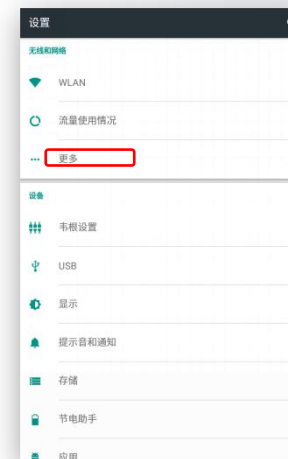 设置
无线和网络
WLAN
流量使用情况
更多
设备
韦根设置
USB
显示
提示音和通知
存储
节电助手
应用